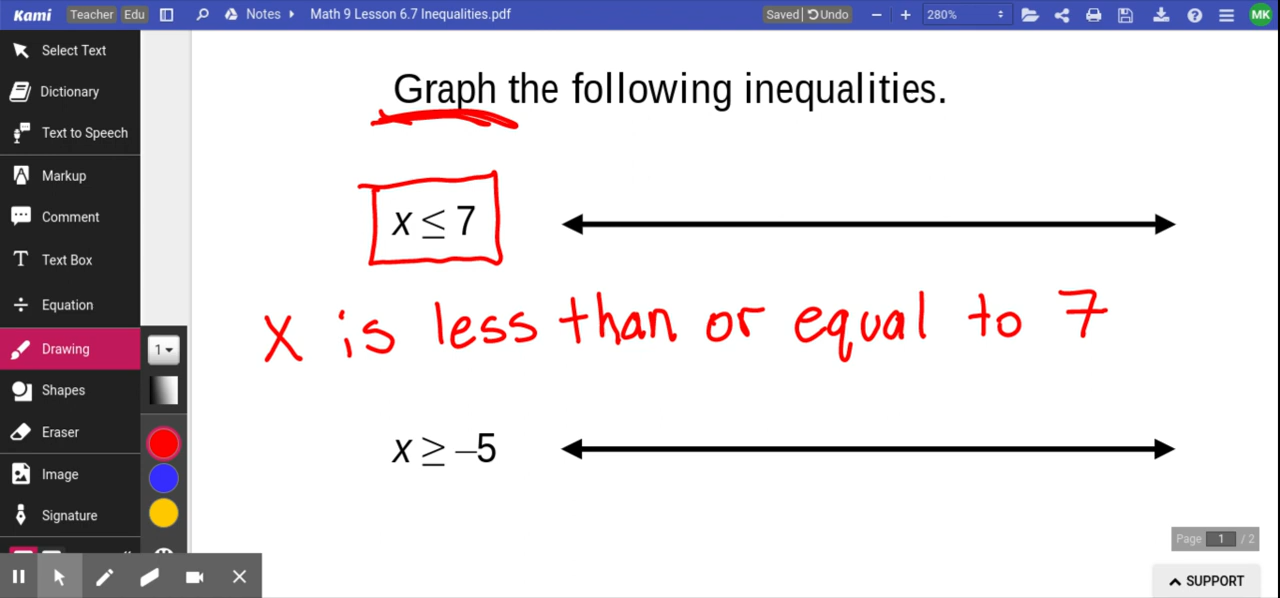 Kami Teacher Edu Notes Math 9 Lesson 6.7 Inequalities.pdf Saved Undo − + 280% MK
Select Text
Dictionary
Text to Speech
Markup
Comment
Text Box
Equation
Drawing
1
Shapes
Eraser
Image
Signature
Graph the following inequalities.
x ≤ 7
x is less than or equal to 7
x ≥ –5
Page 1 / 2
SUPPORT